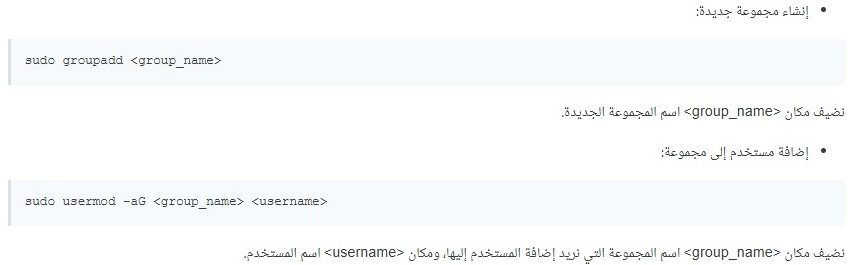 • إنشاء مجموعة جديدة:
sudo groupadd <group_name>
نضيف مكان <group_name> اسم المجموعة الجديدة.
• إضافة مستخدم إلى مجموعة:
sudo usermod -aG <group_name> <username>
نضيف مكان <group_name> اسم المجموعة التي نريد إضافة المستخدم إليها، ومكان <username> اسم المستخدم.